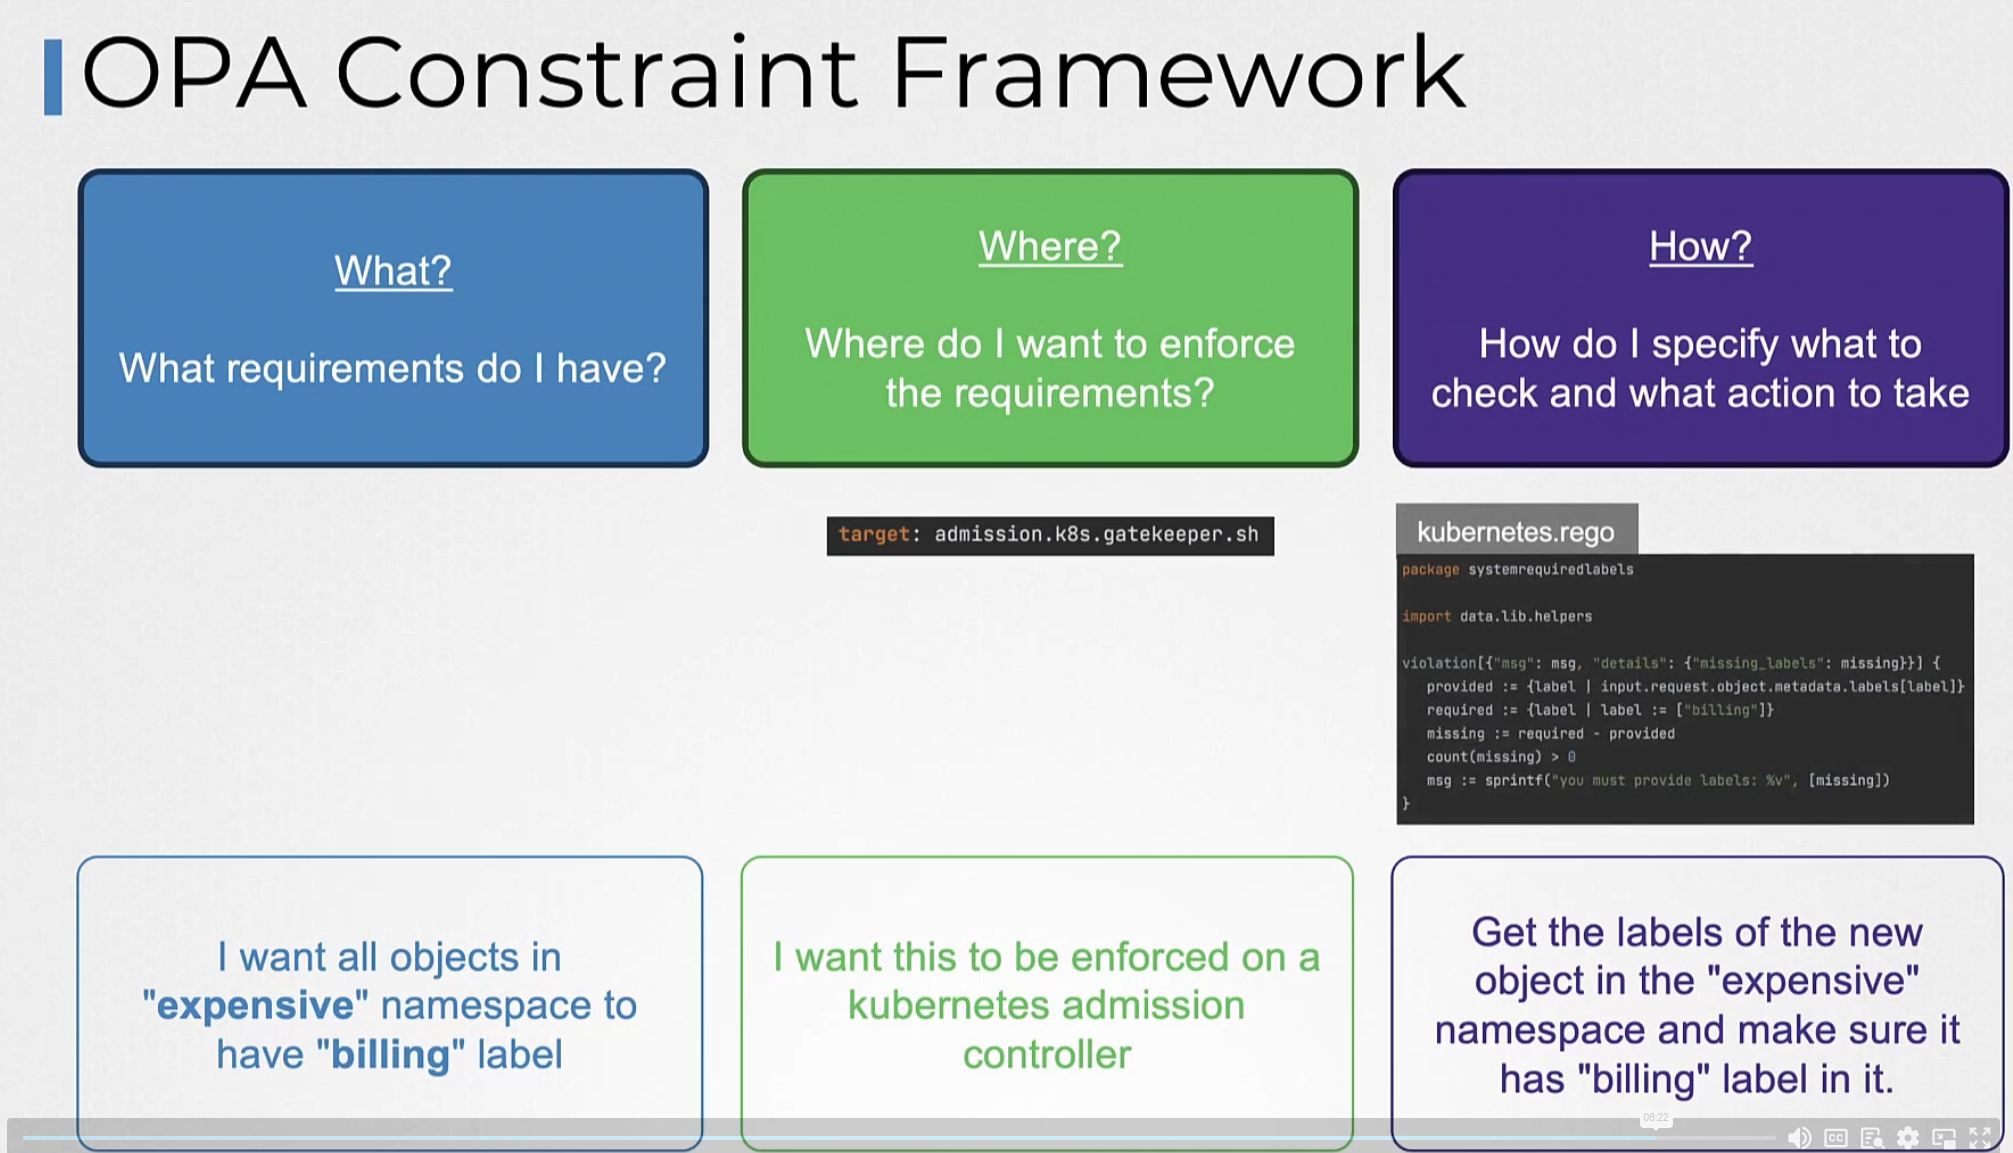 OPA Constraint Framework
What?
What requirements do I have?
Where?
Where do I want to enforce
the requirements?
How?
How do I specify what to
check and what action to take
target: admission.k8s.gatekeeper.sh
kubernetes.rego
package systemrequiredlabels
import data.lib.helpers
violation[{"msg": msg, "details": {"missing_labels": missing}}] {
provided := {label | input.request.object.metadata.labels[label]}
required := {label | label := ["billing"]}
missing := required - provided
count(missing) > 0
msg := sprintf("you must provide labels: %v", [missing])
}
I want all objects in
"expensive" namespace to
have "billing" label
I want this to be enforced on a
kubernetes admission
controller
Get the labels of the new
object in the "expensive"
namespace and make sure it
has "billing" label in it.
08:22
CC